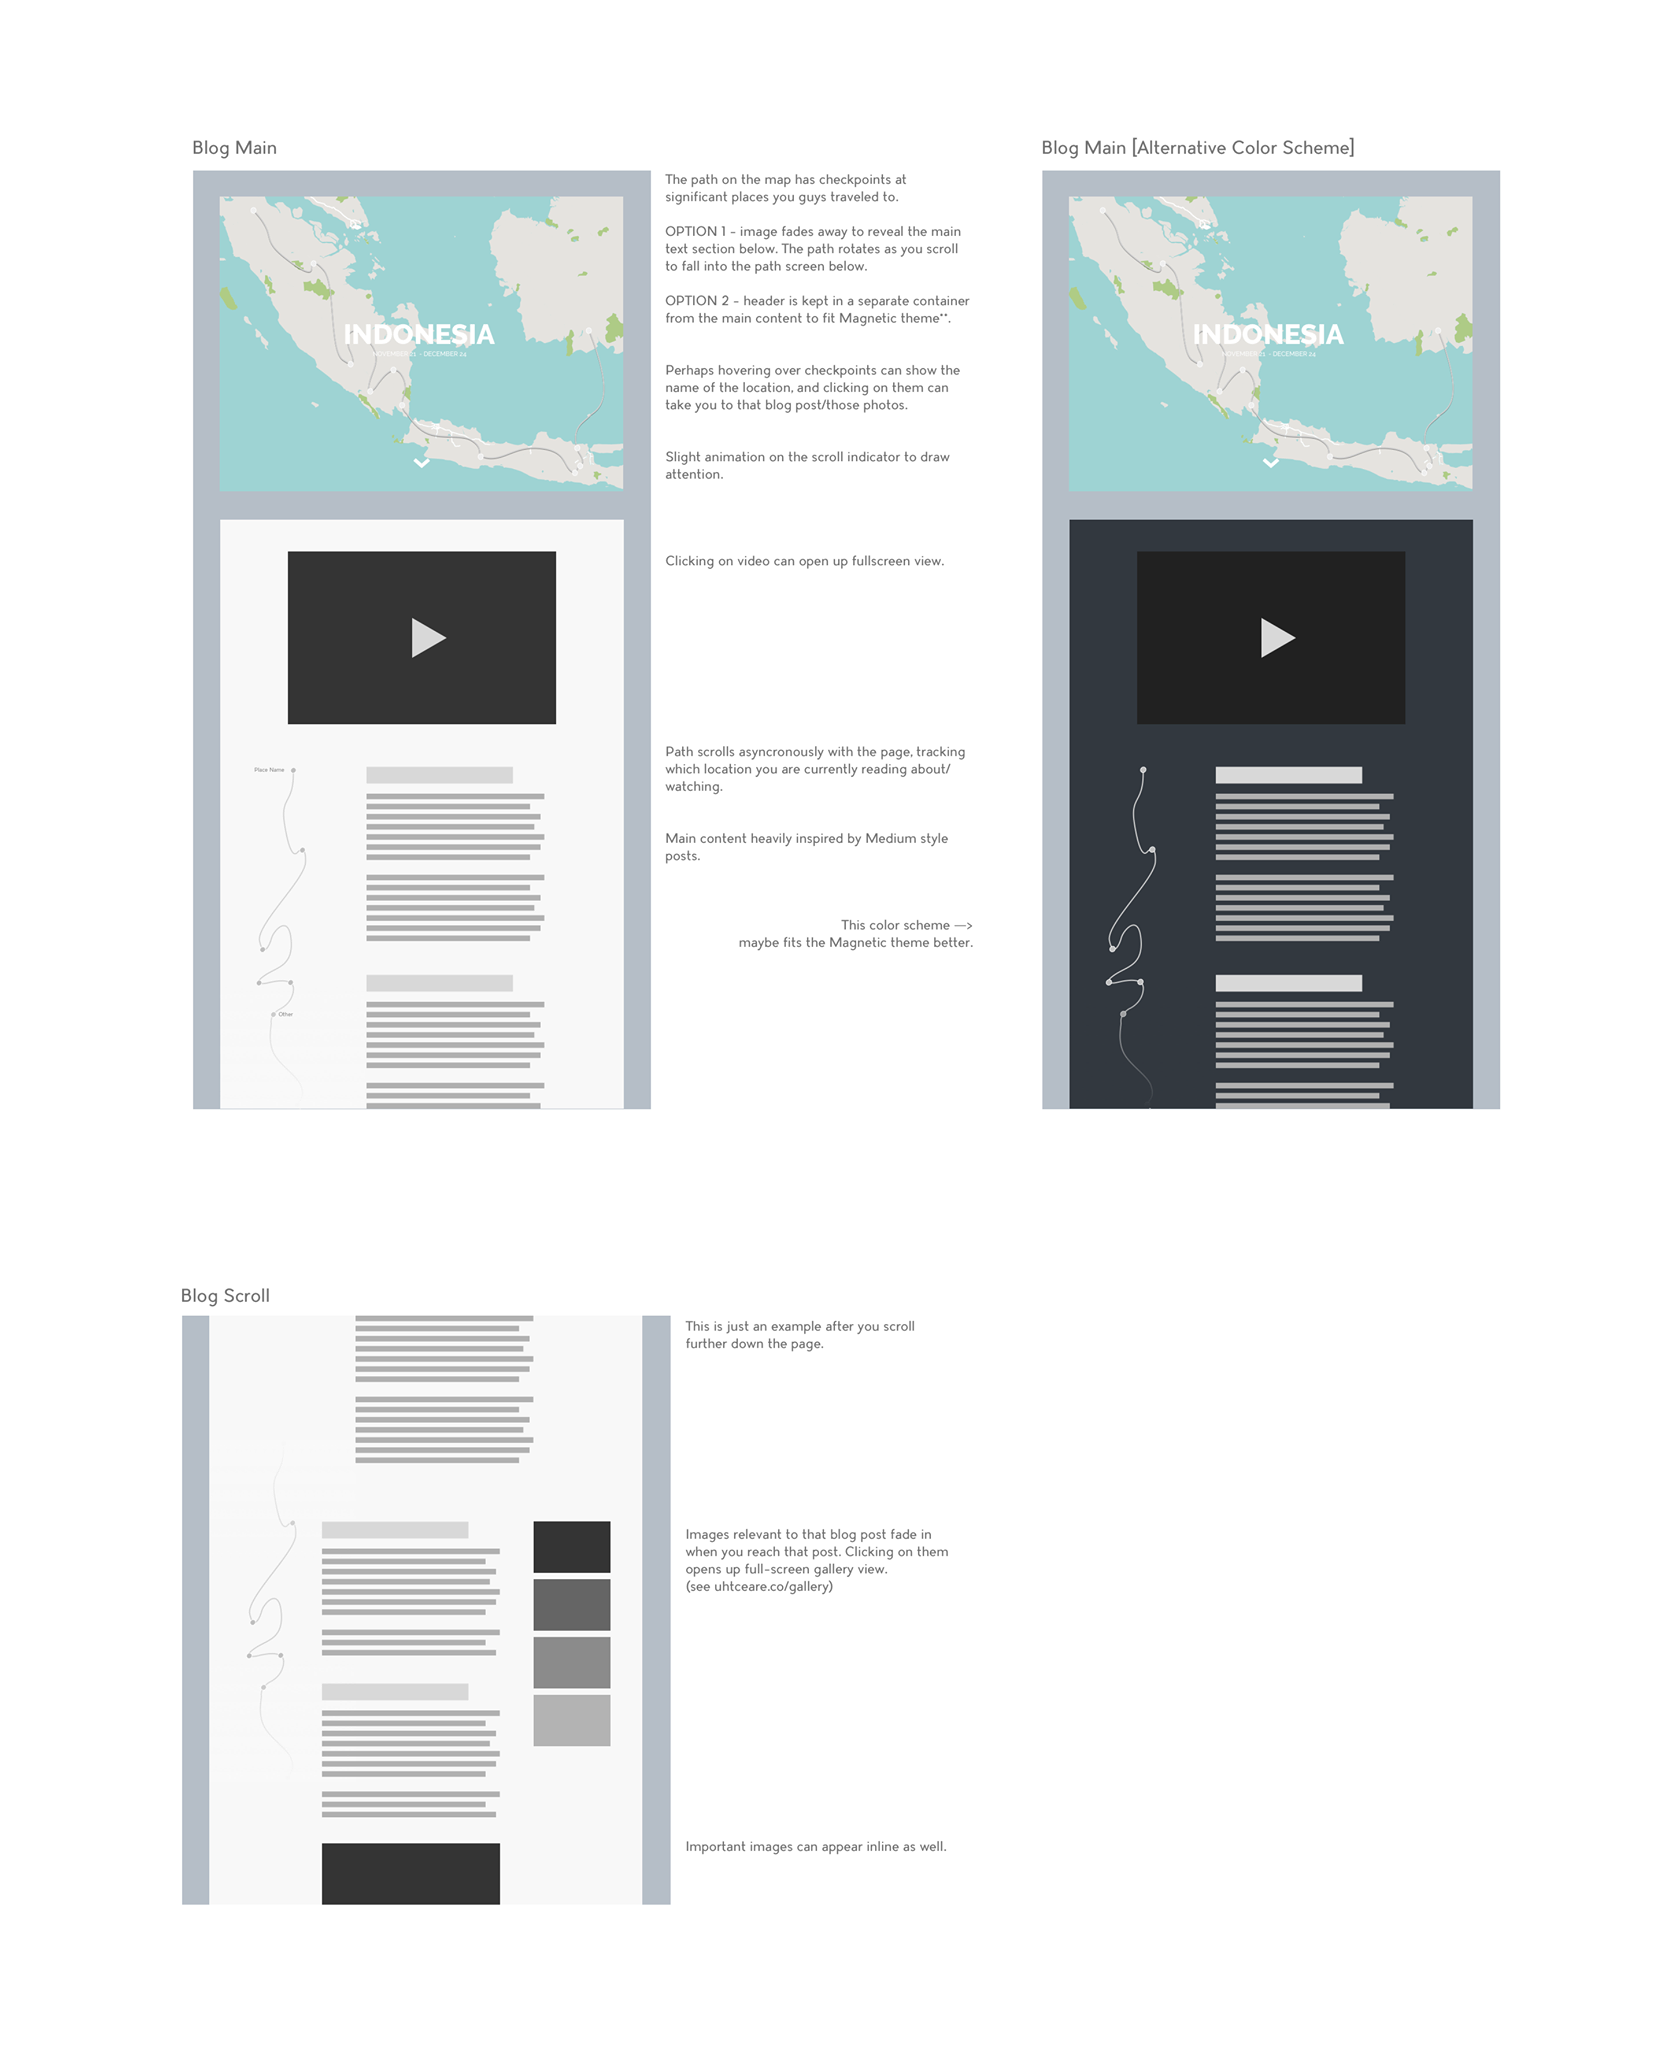 Blog Main
The path on the map has checkpoints at
significant places you guys traveled to.
OPTION 1 - image fades away to reveal the main
text section below. The path rotates as you scroll
to fall into the path screen below.
OPTION 2 - header is kept in a separate container
from the main content to fit Magnetic theme**.
Perhaps hovering over checkpoints can show the
name of the location, and clicking on them can
take you to that blog post/those photos.
Slight animation on the scroll indicator to draw
attention.
INDONESIA
NOVEMBER 21 - DECEMBER 24
Clicking on video can open up fullscreen view.
Place Name
Other
Path scrolls asyncronously with the page, tracking
which location you are currently reading about/
watching.
Main content heavily inspired by Medium style
posts.
This color scheme —>
maybe fits the Magnetic theme better.
Blog Main [Alternative Color Scheme]
INDONESIA
NOVEMBER 21 - DECEMBER 24
Blog Scroll
This is just an example after you scroll
further down the page.
Images relevant to that blog post fade in
when you reach that post. Clicking on them
opens up full-screen gallery view.
(see uhtceare.co/gallery)
Important images can appear inline as well.